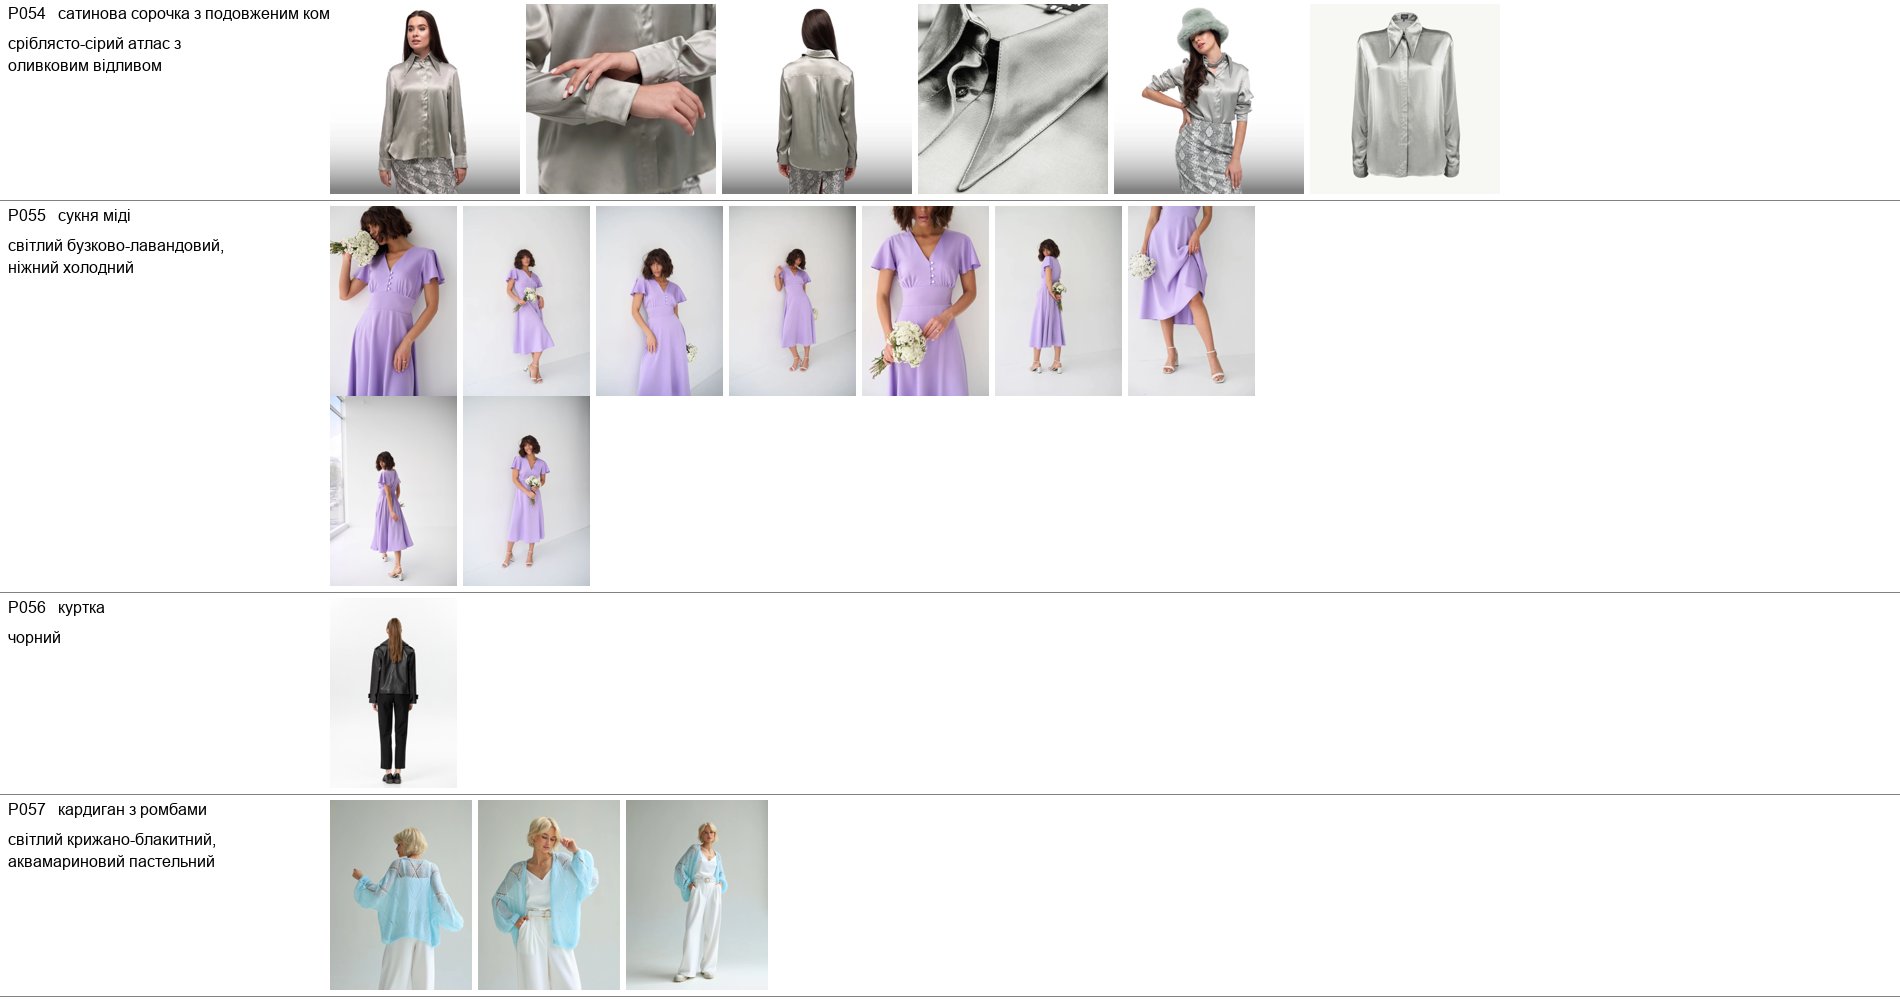 P054 сатинова сорочка з подовженим ком
сріблясто-сірий атлас з
оливковим відливом
P055 сукня міді
світлий бузково-лавандовий,
ніжний холодний
P056 куртка
чорний
P057 кардиган з ромбами
світлий крижано-блакитний,
аквамариновий пастельний